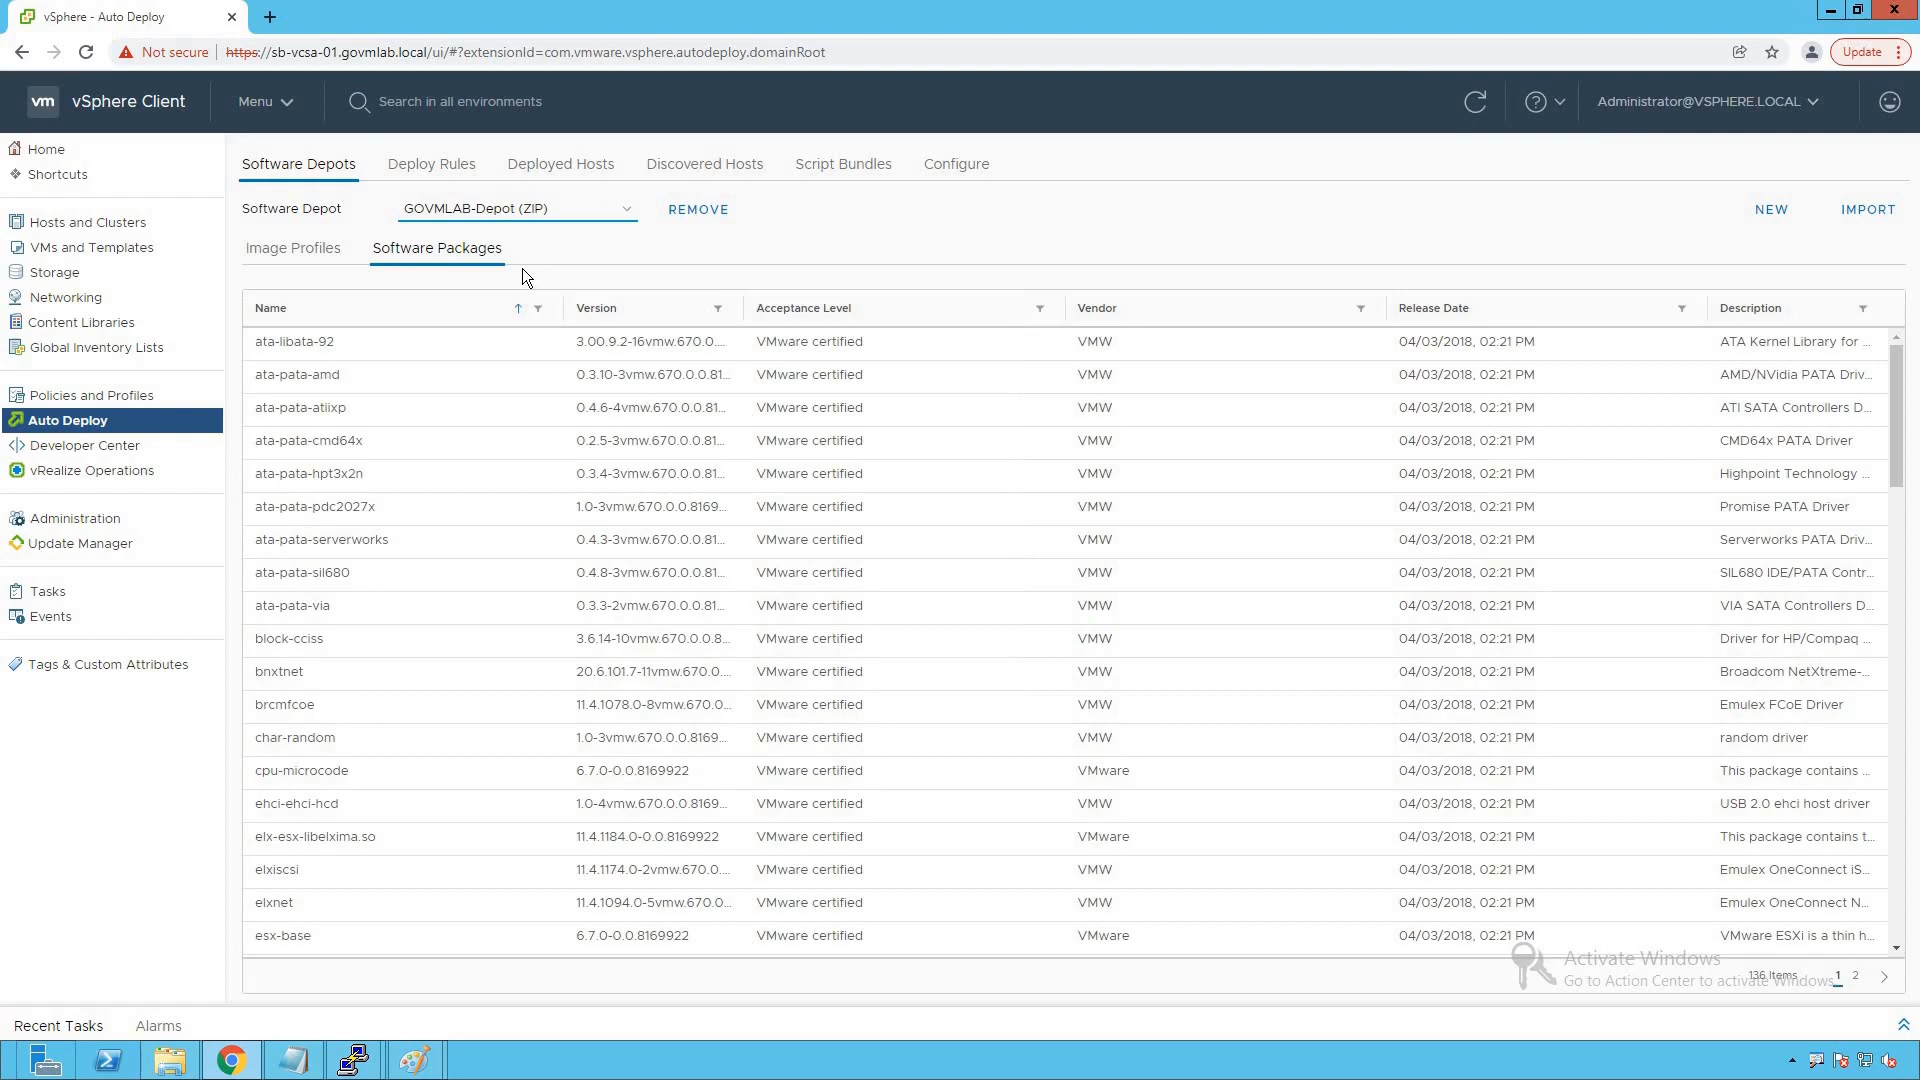 vSphere - Auto Deploy
Not secure https://sb-vcsa-01.govmlab.local/ui/#?extensionId=com.vmware.vsphere.autodeploy.domainRoot Update
vm vSphere Client Menu Search in all environments Administrator@VSPHERE.LOCAL
Home
Shortcuts
Hosts and Clusters
VMs and Templates
Storage
Networking
Content Libraries
Global Inventory Lists
Policies and Profiles
Auto Deploy
Developer Center
vRealize Operations
Administration
Update Manager
Tasks
Events
Tags & Custom Attributes
Software Depots Deploy Rules Deployed Hosts Discovered Hosts Script Bundles Configure
Software Depot GOVMLAB-Depot (ZIP) REMOVE NEW IMPORT
Image Profiles Software Packages
Name Version Acceptance Level Vendor Release Date Description
ata-libata-92 3.00.9.2-16vmw.670.0.... VMware certified VMW 04/03/2018, 02:21 PM ATA Kernel Library for ...
ata-pata-amd 0.3.10-3vmw.670.0.0.81... VMware certified VMW 04/03/2018, 02:21 PM AMD/NVidia PATA Driv...
ata-pata-atiixp 0.4.6-4vmw.670.0.0.81... VMware certified VMW 04/03/2018, 02:21 PM ATI SATA Controllers D...
ata-pata-cmd64x 0.2.5-3vmw.670.0.0.81... VMware certified VMW 04/03/2018, 02:21 PM CMD64x PATA Driver
ata-pata-hpt3x2n 0.3.4-3vmw.670.0.0.81... VMware certified VMW 04/03/2018, 02:21 PM Highpoint Technology ...
ata-pata-pdc2027x 1.0-3vmw.670.0.0.8169... VMware certified VMW 04/03/2018, 02:21 PM Promise PATA Driver
ata-pata-serverworks 0.4.3-3vmw.670.0.0.81... VMware certified VMW 04/03/2018, 02:21 PM Serverworks PATA Driv...
ata-pata-sil680 0.4.8-3vmw.670.0.0.81... VMware certified VMW 04/03/2018, 02:21 PM SIL680 IDE/PATA Contr...
ata-pata-via 0.3.3-2vmw.670.0.0.81... VMware certified VMW 04/03/2018, 02:21 PM VIA SATA Controllers D...
block-cciss 3.6.14-10vmw.670.0.0.8... VMware certified VMW 04/03/2018, 02:21 PM Driver for HP/Compaq ...
bnxtnet 20.6.101.7-11vmw.670.0.... VMware certified VMW 04/03/2018, 02:21 PM Broadcom NetXtreme-...
brcmfcoe 11.4.1078.0-8vmw.670.0... VMware certified VMW 04/03/2018, 02:21 PM Emulex FCoE Driver
char-random 1.0-3vmw.670.0.0.8169... VMware certified VMW 04/03/2018, 02:21 PM random driver
cpu-microcode 6.7.0-0.0.8169922 VMware certified VMware 04/03/2018, 02:21 PM This package contains ...
ehci-ehci-hcd 1.0-4vmw.670.0.0.8169... VMware certified VMW 04/03/2018, 02:21 PM USB 2.0 ehci host driver
elx-esx-libelxima.so 11.4.1184.0-0.0.8169922 VMware certified VMware 04/03/2018, 02:21 PM This package contains t...
elxiscsi 11.4.1174.0-2vmw.670.0.... VMware certified VMW 04/03/2018, 02:21 PM Emulex OneConnect iS...
elxnet 11.4.1094.0-5vmw.670.0... VMware certified VMW 04/03/2018, 02:21 PM Emulex OneConnect N...
esx-base 6.7.0-0.0.8169922 VMware certified VMware 04/03/2018, 02:21 PM VMware ESXi is a thin h...
Activate Windows
Go to Action Center to activate Windows.
136 items 1 2
Recent Tasks Alarms